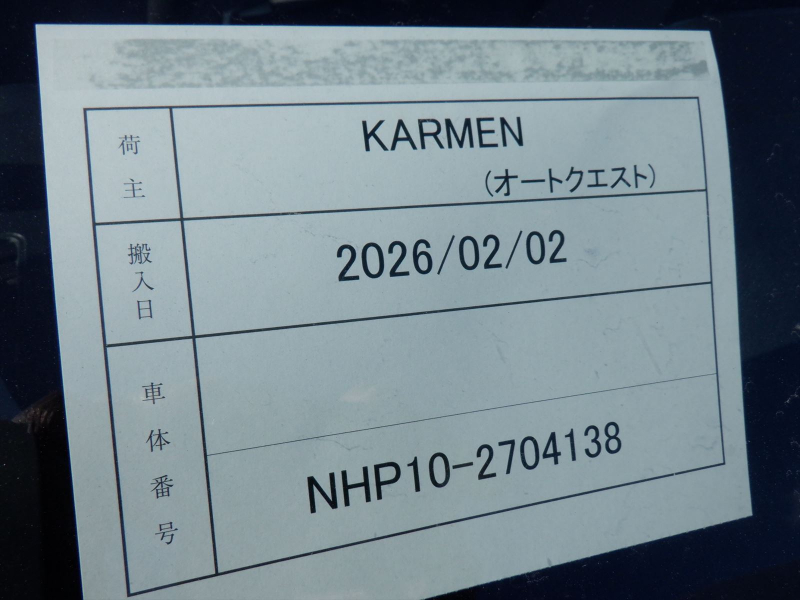 荷主
KARMEN
(オートクエスト)
搬入日
2026/02/02
車体番号
NHP10-2704138